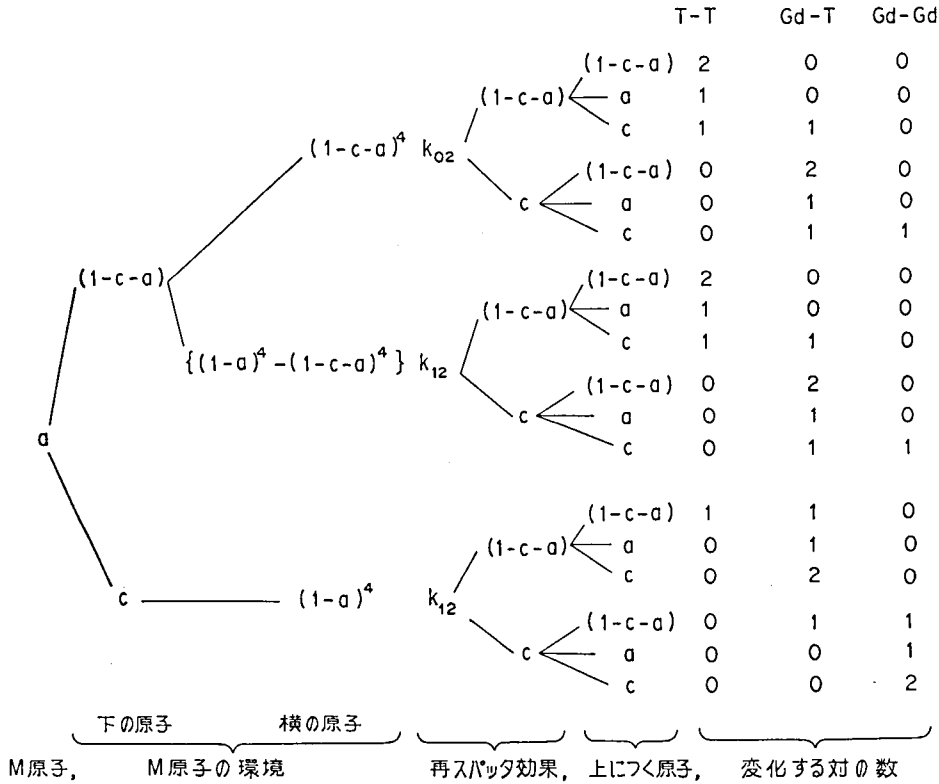 T-T Gd-T Gd-Gd
(1-c-a) 2 0 0
(1-c-a) a 1 0 0
c 1 1 0
(1-c-a)⁴ k₀₂
(1-c-a) 0 2 0
c a 0 1 0
c 0 1 1
(1-c-a)
(1-c-a) 2 0 0
(1-c-a) a 1 0 0
c 1 1 0
{(1-a)⁴-(1-c-a)⁴} k₁₂
(1-c-a) 0 2 0
c a 0 1 0
a c 0 1 1
(1-c-a) 1 1 0
(1-c-a) a 0 1 0
c 0 2 0
c (1-a)⁴ k₁₂
(1-c-a) 0 1 1
c a 0 0 1
c 0 0 2
下の原子 横の原子
M原子, M原子の環境 再スパッタ効果, 上につく原子, 変化する対の数